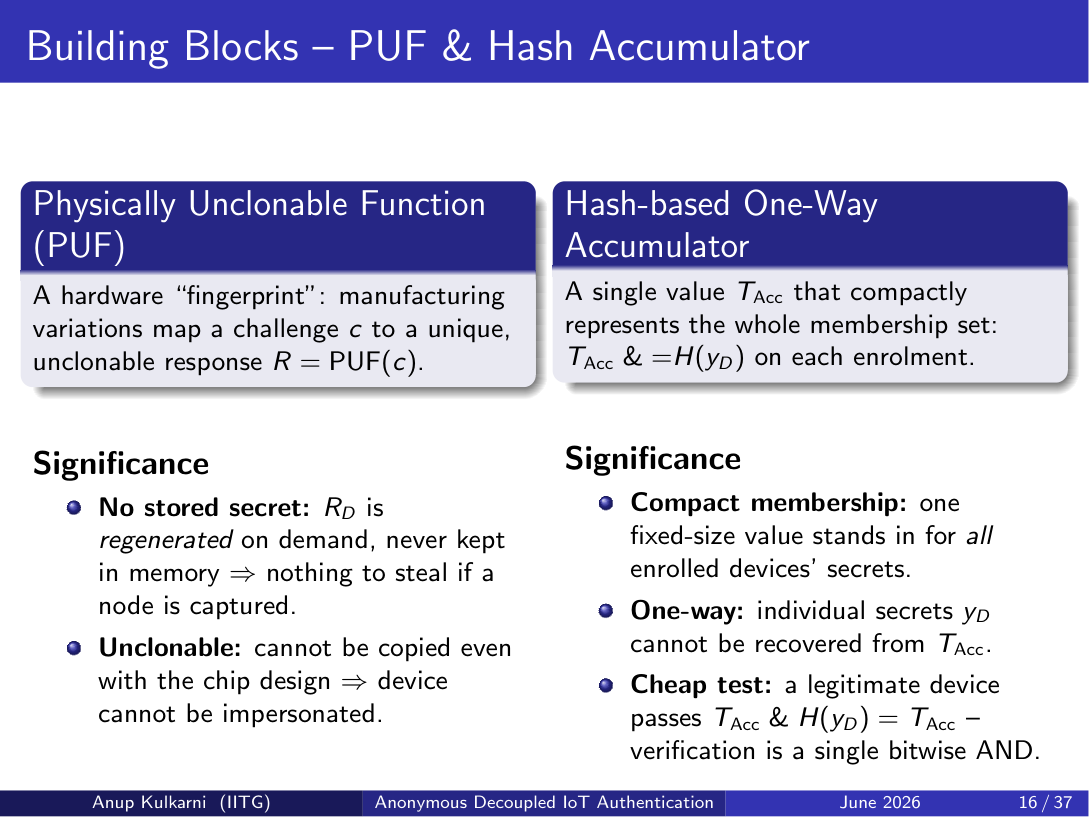 Building Blocks – PUF & Hash Accumulator
Physically Unclonable Function
(PUF)
A hardware “fingerprint”: manufacturing
variations map a challenge c to a unique,
unclonable response R = PUF(c).
Significance
No stored secret: R_D is
regenerated on demand, never kept
in memory ⇒ nothing to steal if a
node is captured.
Unclonable: cannot be copied even
with the chip design ⇒ device
cannot be impersonated.
Hash-based One-Way
Accumulator
A single value T_Acc that compactly
represents the whole membership set:
T_Acc & =H(y_D) on each enrolment.
Significance
Compact membership: one
fixed-size value stands in for all
enrolled devices’ secrets.
One-way: individual secrets y_D
cannot be recovered from T_Acc.
Cheap test: a legitimate device
passes T_Acc & H(y_D) = T_Acc –
verification is a single bitwise AND.
Anup Kulkarni (IITG) Anonymous Decoupled IoT Authentication June 2026 16 / 37